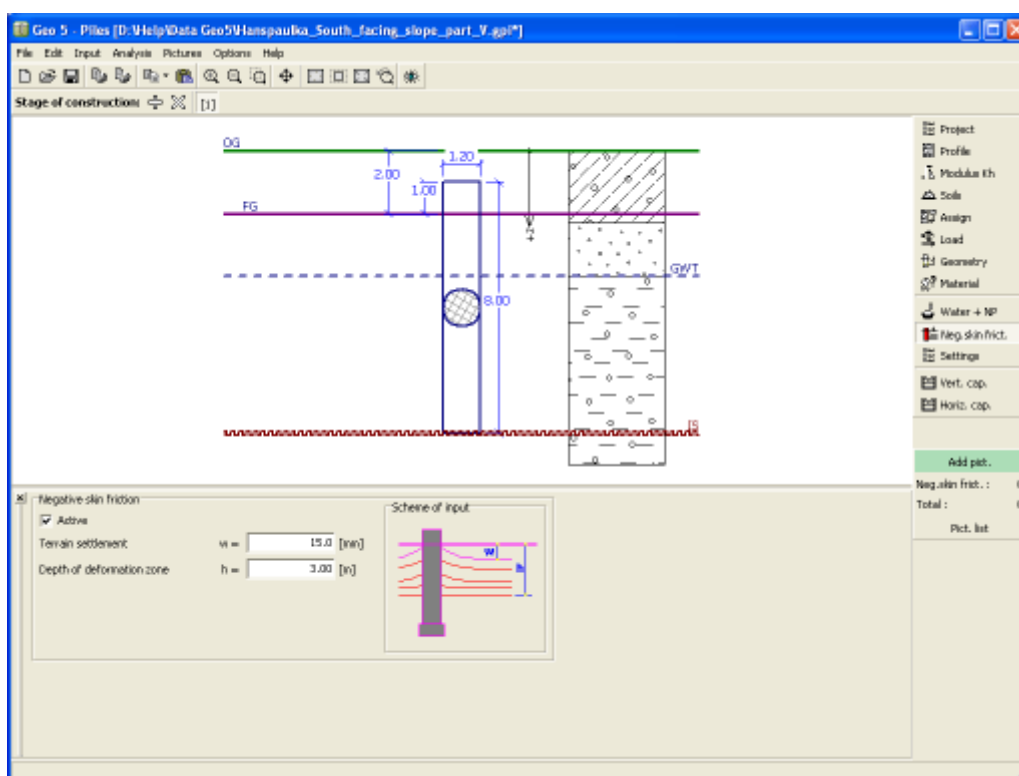 Geo 5 - Piles [D:\Help\Data Geo5\Hanspaulka_South_facing_slope_part_V.gpi*]
File Edit Input Analysis Pictures Options Help
Stage of construction: [1]
OG
1.20
2.00
1.00
FG
+z
GWT
8.00
IS
Project
Profile
Modulus Kh
Soils
Assign
Load
Geometry
Material
Water + NP
Neg.skin frict.
Settings
Vert. cap.
Horiz. cap.
Add pict.
Neg.skin frict. :
Total :
Pict. list
Negative skin friction
Active
Terrain settlement w = 15.0 [mm]
Depth of deformation zone h = 3.00 [m]
Scheme of input
w
h